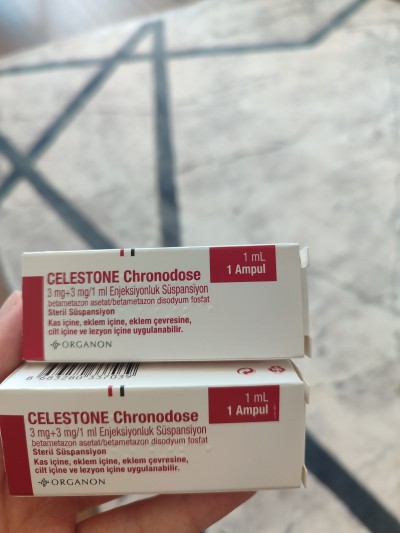 CELESTONE Chronodose
3 mg+3 mg/1 ml Enjeksiyonluk Süspansiyon
betametazon asetat/betametazon disodyum fosfat
Steril Süspansiyon
Kas içine, eklem içine, eklem çevresine,
cilt içine ve lezyon içine uygulanabilir.
ORGANON
1 mL
1 Ampul
CELESTONE Chronodose
3 mg+3 mg/1 ml Enjeksiyonluk Süspansiyon
betametazon asetat/betametazon disodyum fosfat
Steril Süspansiyon
Kas içine, eklem içine, eklem çevresine,
cilt içine ve lezyon içine uygulanabilir.
ORGANON
1 mL
1 Ampul